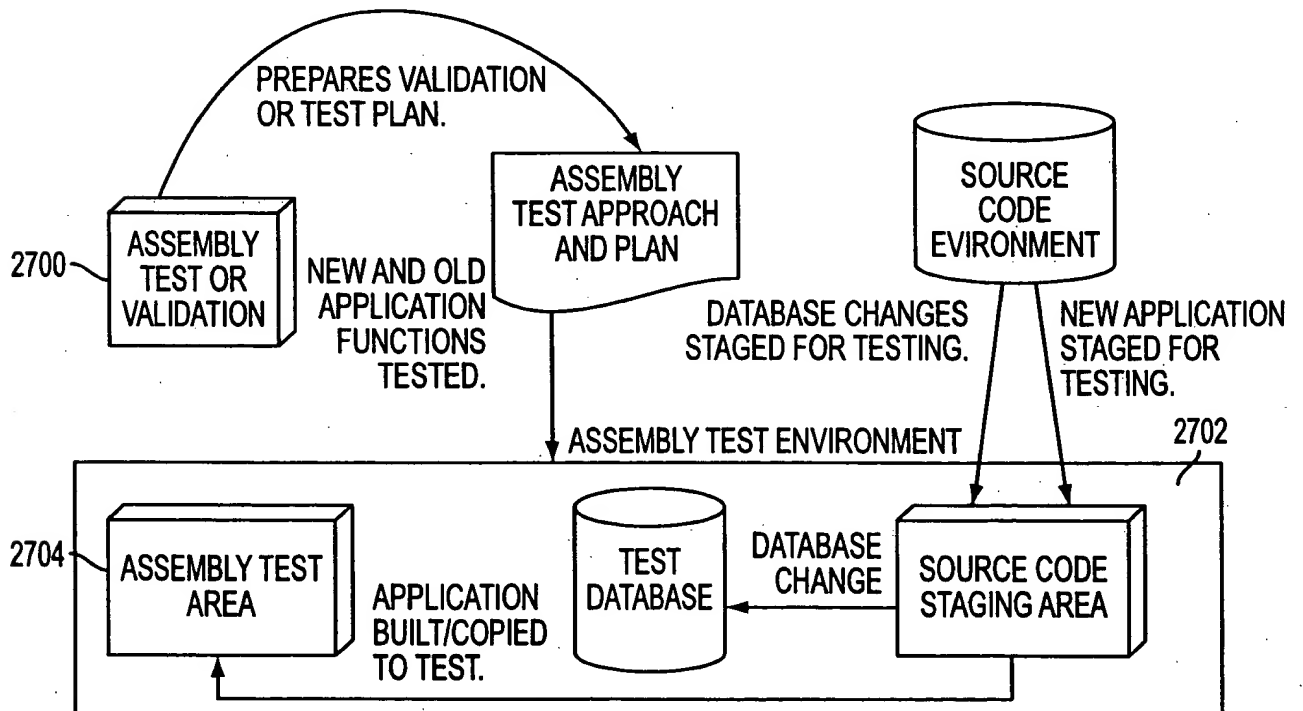 PREPARES VALIDATION
OR TEST PLAN.
ASSEMBLY
TEST APPROACH
AND PLAN
SOURCE
CODE
EVIRONMENT
2700
ASSEMBLY
TEST OR
VALIDATION
NEW AND OLD
APPLICATION
FUNCTIONS
TESTED.
DATABASE CHANGES
STAGED FOR TESTING.
NEW APPLICATION
STAGED FOR
TESTING.
ASSEMBLY TEST ENVIRONMENT
2702
2704
ASSEMBLY TEST
AREA
APPLICATION
BUILT/COPIED
TO TEST.
TEST
DATABASE
DATABASE
CHANGE
SOURCE CODE
STAGING AREA